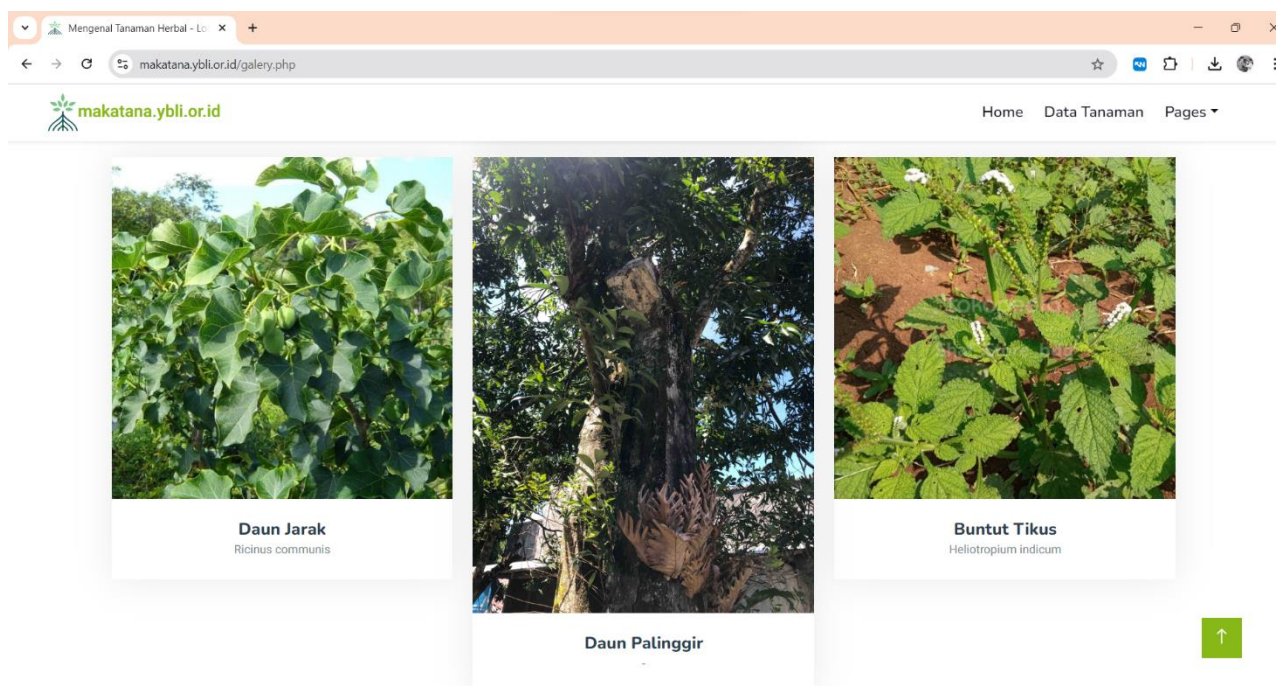 Mengenal Tanaman Herbal - Lo
makatana.ybli.or.id/galery.php
makatana.ybli.or.id
Home Data Tanaman Pages
Daun Jarak
Ricinus communis
Daun Palinggir
-
Buntut Tikus
Heliotropium indicum